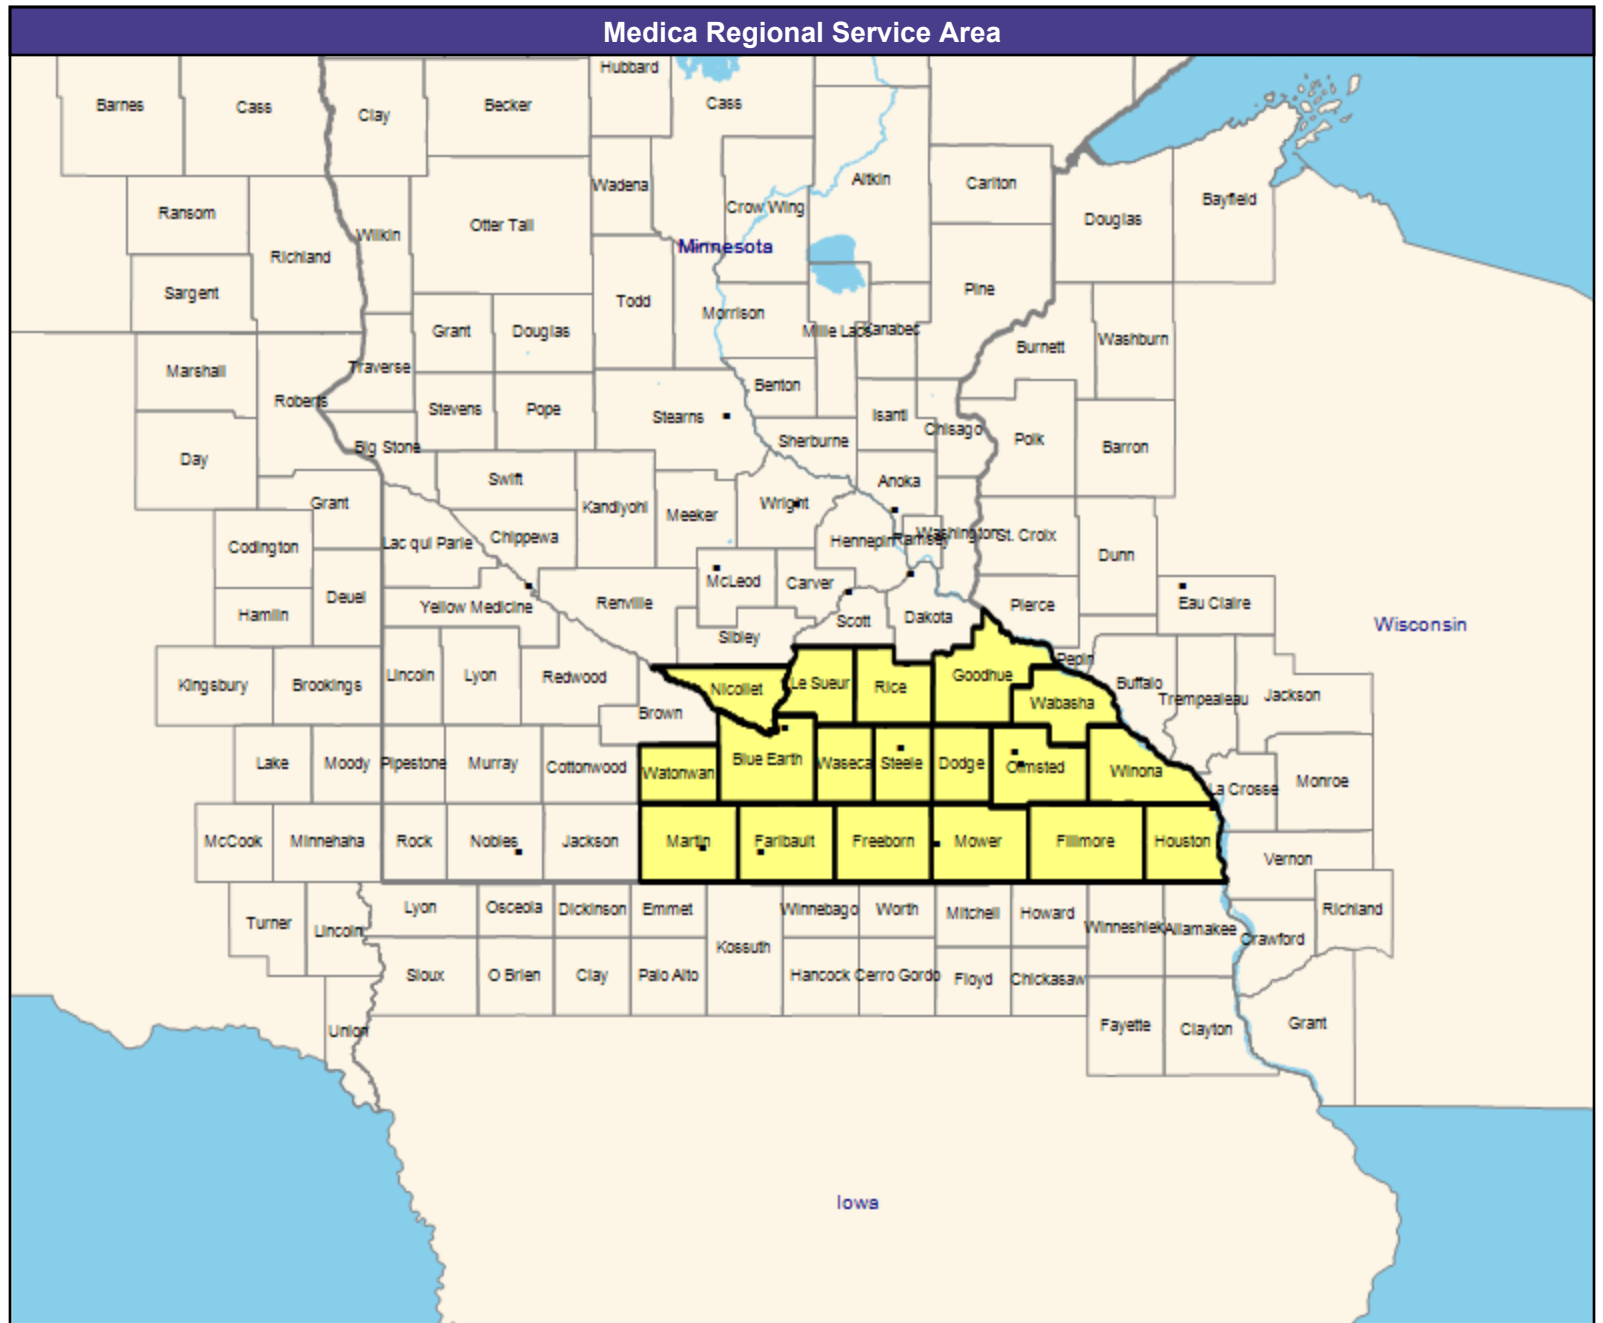 Medica Regional Service Area
Hubbard
Barnes
Cass
Clay
Becker
Cass
Wadena
Crow Wing
Aitkin
Carlton
Douglas
Bayfield
Ransom
Richland
Wilkin
Otter Tail
Minnesota
Sargent
Todd
Morrison
Pine
Grant
Douglas
Mille Lacs
Kanabec
Burnett
Washburn
Marshall
Roberts
Traverse
Stevens
Pope
Stearns
Benton
Isanti
Chisago
Polk
Barron
Day
Big Stone
Sherburne
Swift
Anoka
Grant
Kandiyohi
Meeker
Wright
Codington
Lac qui Parle
Chippewa
Hennepin
Ramsey
Washington
St. Croix
Dunn
Deuel
McLeod
Carver
Hamlin
Yellow Medicine
Renville
Scott
Dakota
Pierce
Eau Claire
Wisconsin
Sibley
Pepin
Kingsbury
Brookings
Lincoln
Lyon
Redwood
Nicollet
Le Sueur
Rice
Goodhue
Wabasha
Buffalo
Trempealeau
Jackson
Brown
Lake
Moody
Pipestone
Murray
Cottonwood
Watonwan
Blue Earth
Waseca
Steele
Dodge
Olmsted
Winona
La Crosse
Monroe
McCook
Minnehaha
Rock
Nobles
Jackson
Martin
Faribault
Freeborn
Mower
Fillmore
Houston
Vernon
Turner
Lincoln
Lyon
Osceola
Dickinson
Emmet
Kossuth
Winnebago
Worth
Mitchell
Howard
Winneshiek
Allamakee
Crawford
Richland
Sioux
O Brien
Clay
Palo Alto
Hancock
Cerro Gordo
Floyd
Chickasaw
Union
Fayette
Clayton
Grant
Iowa